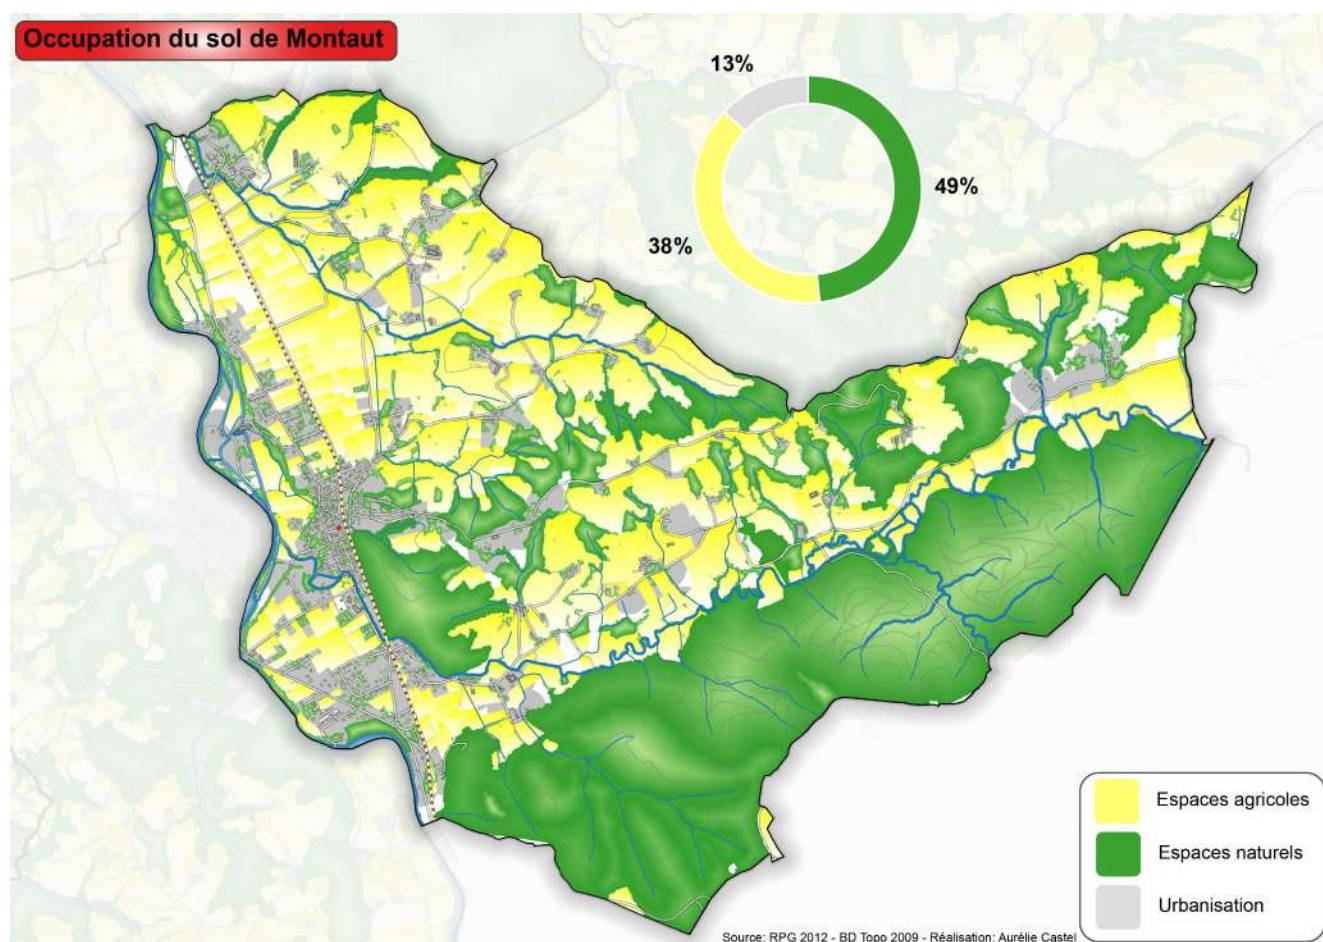 Occupation du sol de Montaut
13%
49%
38%
Espaces agricoles
Espaces naturels
Urbanisation
Source: RPG 2012 - BD Topo 2009 - Réalisation: Aurélie Castel